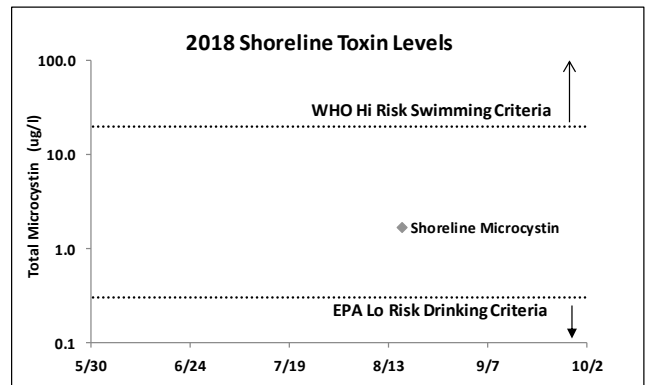 2018 Shoreline Toxin Levels
Total Microcystin (ug/l)
100.0
10.0
1.0
0.1
WHO Hi Risk Swimming Criteria
Shoreline Microcystin
EPA Lo Risk Drinking Criteria
5/30 6/24 7/19 8/13 9/7 10/2